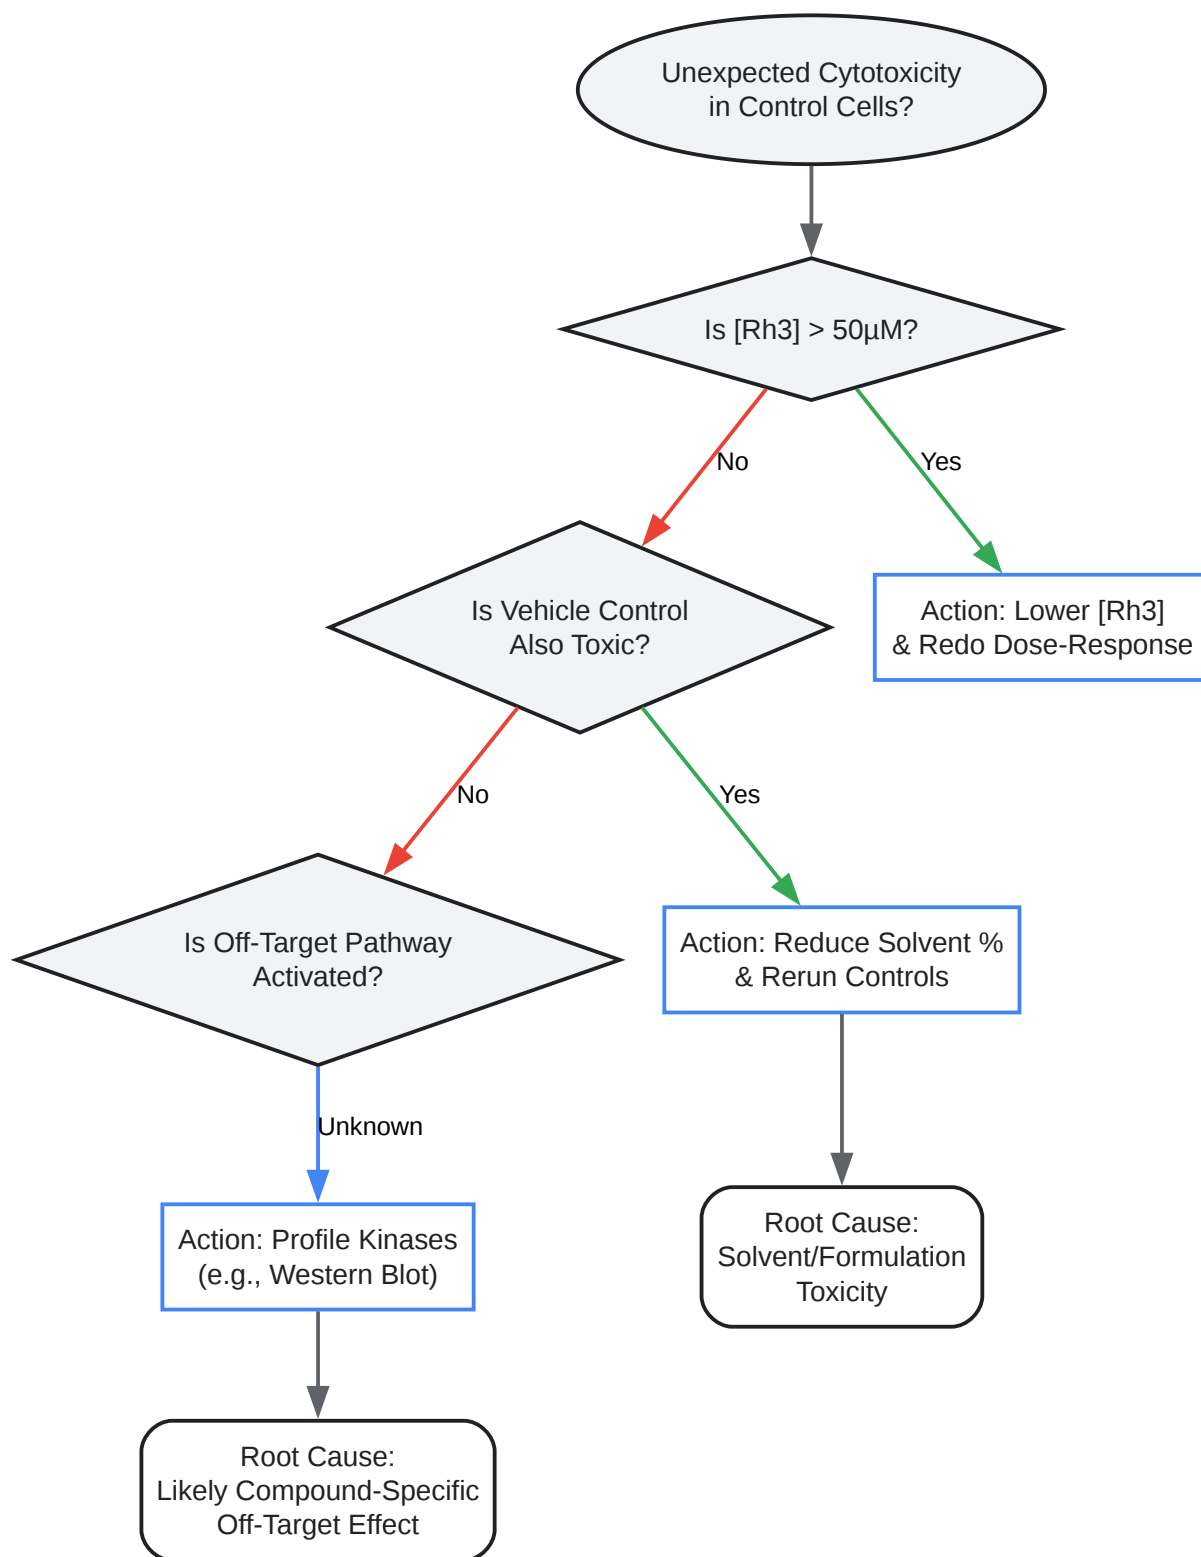 Unexpected Cytotoxicity
in Control Cells?
Is [Rh3] > 50µM?
No
Yes
Is Vehicle Control
Also Toxic?
Action: Lower [Rh3]
& Redo Dose-Response
No
Yes
Is Off-Target Pathway
Activated?
Action: Reduce Solvent %
& Rerun Controls
Unknown
Action: Profile Kinases
(e.g., Western Blot)
Root Cause:
Solvent/Formulation
Toxicity
Root Cause:
Likely Compound-Specific
Off-Target Effect